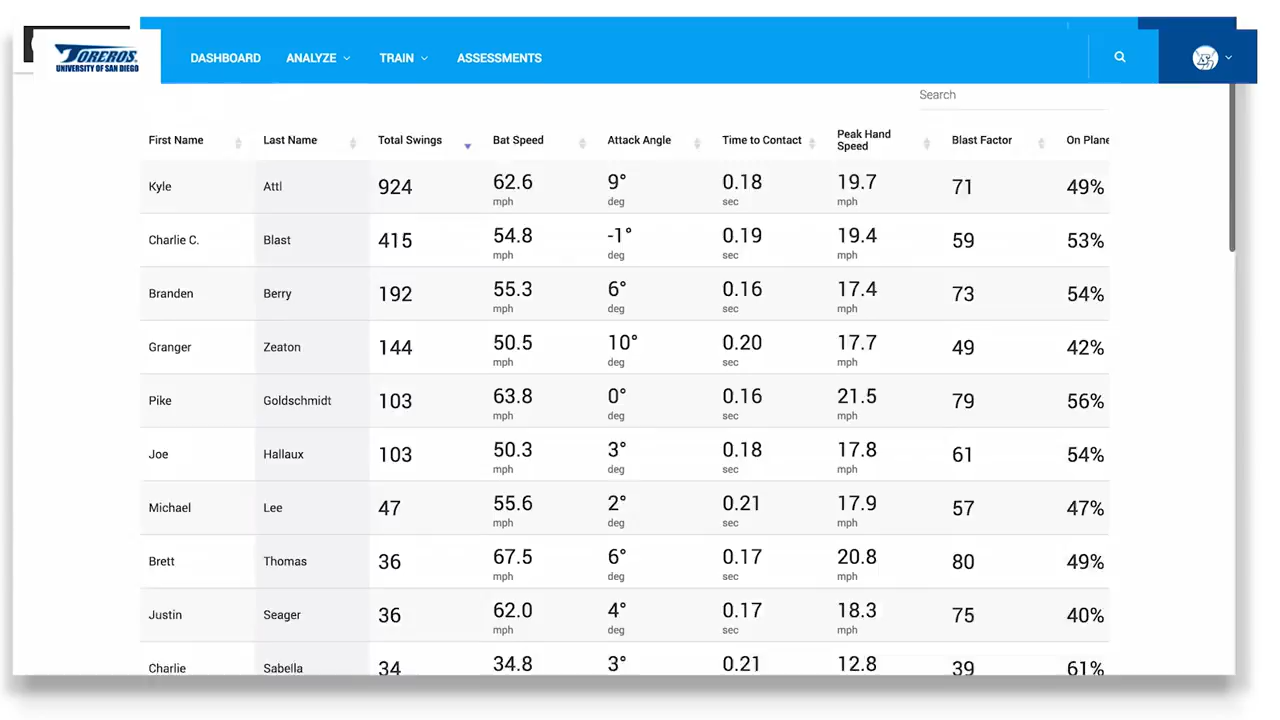 TOREROS
UNIVERSITY OF SAN DIEGO
DASHBOARD ANALYZE TRAIN ASSESSMENTS
Search
First Name Last Name Total Swings Bat Speed Attack Angle Time to Contact Peak Hand Speed Blast Factor On Plane
Kyle Attl 924 62.6 mph 9° deg 0.18 sec 19.7 mph 71 49%
Charlie C. Blast 415 54.8 mph -1° deg 0.19 sec 19.4 mph 59 53%
Branden Berry 192 55.3 mph 6° deg 0.16 sec 17.4 mph 73 54%
Granger Zeaton 144 50.5 mph 10° deg 0.20 sec 17.7 mph 49 42%
Pike Goldschmidt 103 63.8 mph 0° deg 0.16 sec 21.5 mph 79 56%
Joe Hallaux 103 50.3 mph 3° deg 0.18 sec 17.8 mph 61 54%
Michael Lee 47 55.6 mph 2° deg 0.21 sec 17.9 mph 57 47%
Brett Thomas 36 67.5 mph 6° deg 0.17 sec 20.8 mph 80 49%
Justin Seager 36 62.0 mph 4° deg 0.17 sec 18.3 mph 75 40%
Charlie Sabella 34 34.8 3° 0.21 12.8 39 61%